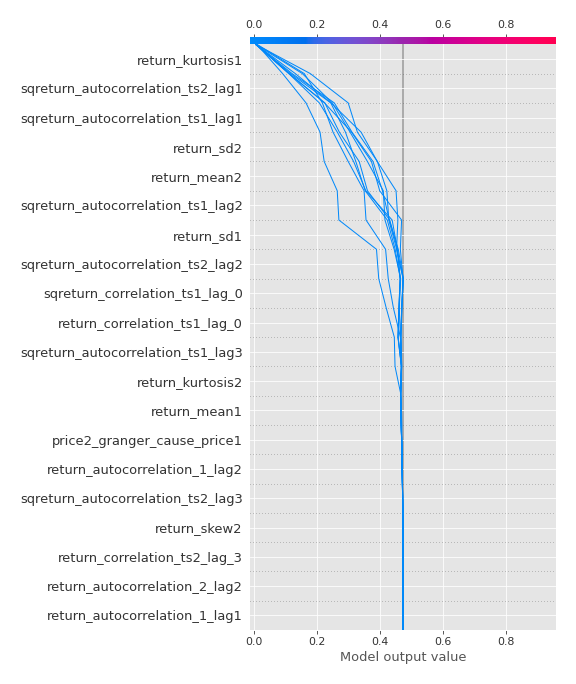 0.0 0.2 0.4 0.6 0.8
return_kurtosis1
sqreturn_autocorrelation_ts2_lag1
sqreturn_autocorrelation_ts1_lag1
return_sd2
return_mean2
sqreturn_autocorrelation_ts1_lag2
return_sd1
sqreturn_autocorrelation_ts2_lag2
sqreturn_correlation_ts1_lag_0
return_correlation_ts1_lag_0
sqreturn_autocorrelation_ts1_lag3
return_kurtosis2
return_mean1
price2_granger_cause_price1
return_autocorrelation_1_lag2
sqreturn_autocorrelation_ts2_lag3
return_skew2
return_correlation_ts2_lag_3
return_autocorrelation_2_lag2
return_autocorrelation_1_lag1
0.0 0.2 0.4 0.6 0.8
Model output value